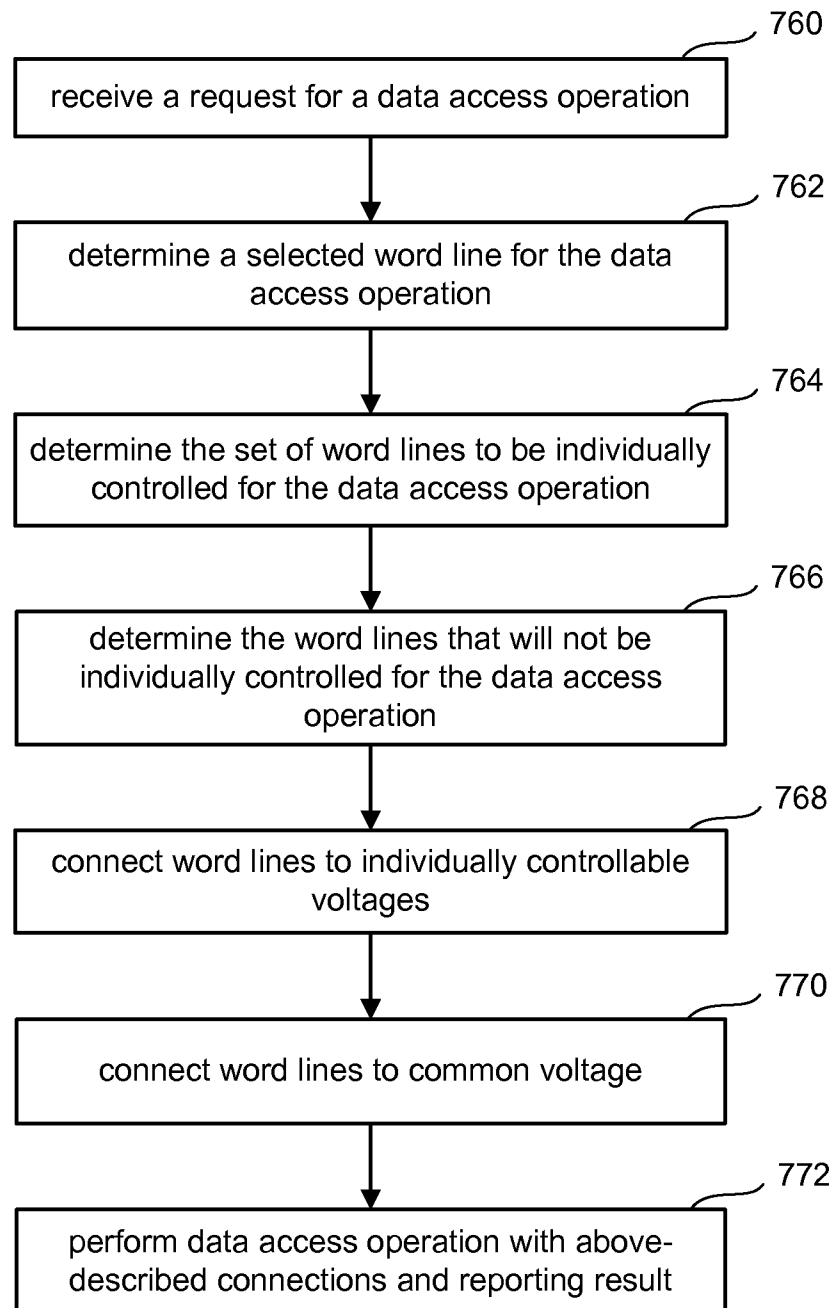 760
receive a request for a data access operation
762
determine a selected word line for the data
access operation
764
determine the set of word lines to be individually
controlled for the data access operation
766
determine the word lines that will not be
individually controlled for the data access
operation
768
connect word lines to individually controllable
voltages
770
connect word lines to common voltage
772
perform data access operation with above-
described connections and reporting result